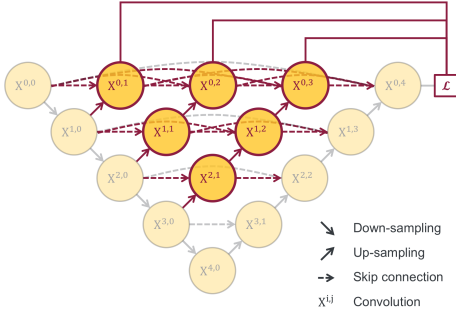 X0,0 X0,1 X0,2 X0,3 X0,4 ℒ
X1,0 X1,1 X1,2 X1,3
X2,0 X2,1 X2,2
X3,0 X3,1
X4,0
Down-sampling
Up-sampling
Skip connection
Xi,j Convolution